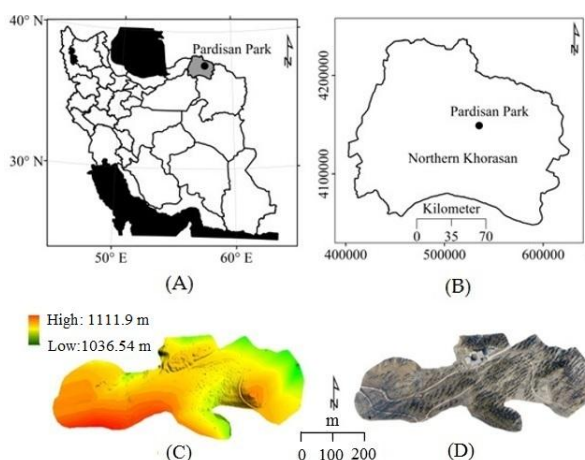 40° N
Pardisan Park
N
30° N
50° E
60° E
(A)
N
4200000
Pardisan Park
Northern Khorasan
4100000
Kilometer
0 35 70
400000
500000
600000
(B)
High: 1111.9 m
Low:1036.54 m
(C)
N
m
0 100 200
(D)